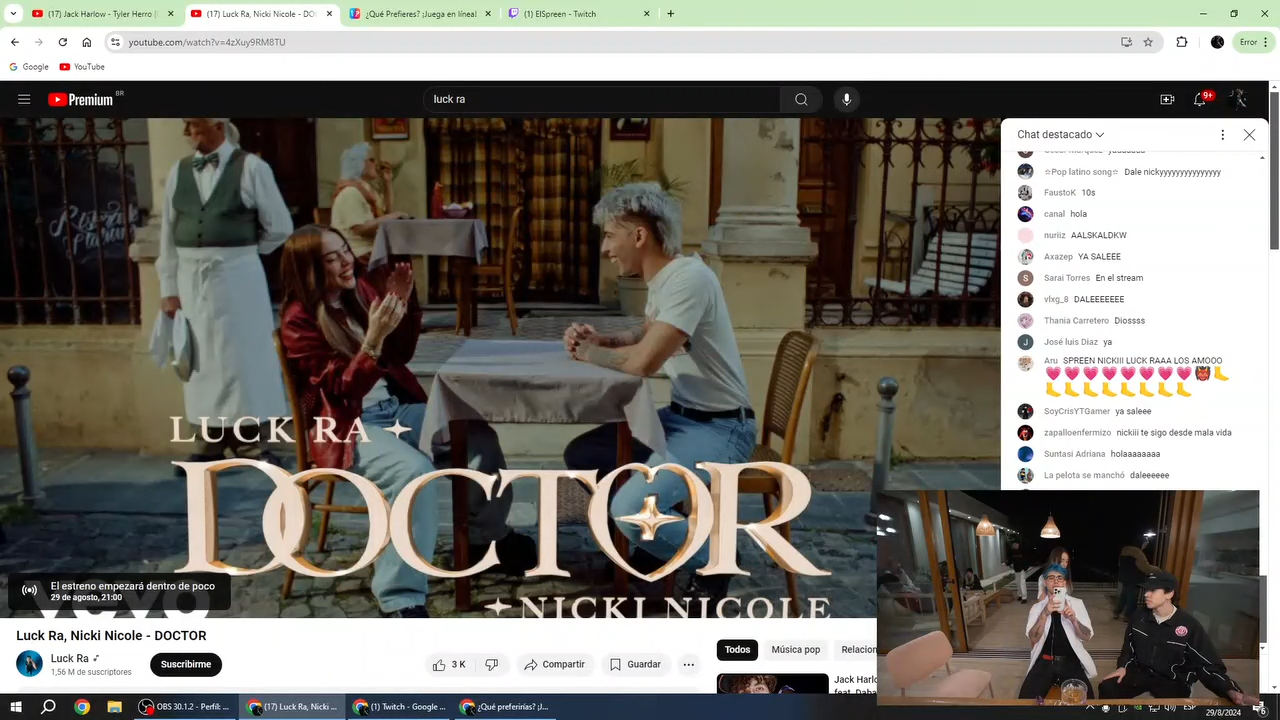 (17) Jack Harlow - Tyler Herro [
(17) Luck Ra, Nicki Nicole - DO
¿Qué Prefieres? ¡Juega en línea!
(1) ElSpreen - Twitch
youtube.com/watch?v=4zXuy9RM8TU
Error
Google
YouTube
Premium
BR
luck ra
9+
Chat destacado
☆Pop latino song☆ Dale nickyyyyyyyyyyyyyy
FaustoK 10s
canal hola
nuriiz AALSKALDKW
Axazep YA SALEEE
S Sarai Torres En el stream
vlxg_8 DALEEEEEEE
Thania Carretero Diossss
J José luis Diaz ya
Aru SPREEN NICKIII LUCK RAAA LOS AMOOO
SoyCrisYTGamer ya saleee
zapalloenfermizo nickiii te sigo desde mala vida
Suntasi Adriana holaaaaaaaa
La pelota se manchó daleeeeee
LUCK RA
DOCTOR
NICKI NICOLE
El estreno empezará dentro de poco
29 de agosto, 21:00
Luck Ra, Nicki Nicole - DOCTOR
Luck Ra
1,56 M de suscriptores
Suscribirme
3 K
Compartir
Guardar
Todos
Música pop
Relacion
Jack Harlow
feat. Daba
OBS 30.1.2 - Perfil: ...
(17) Luck Ra, Nicki ...
(1) Twitch - Google ...
¿Qué preferirías? ¡J...
ESP
29/8/2024
6